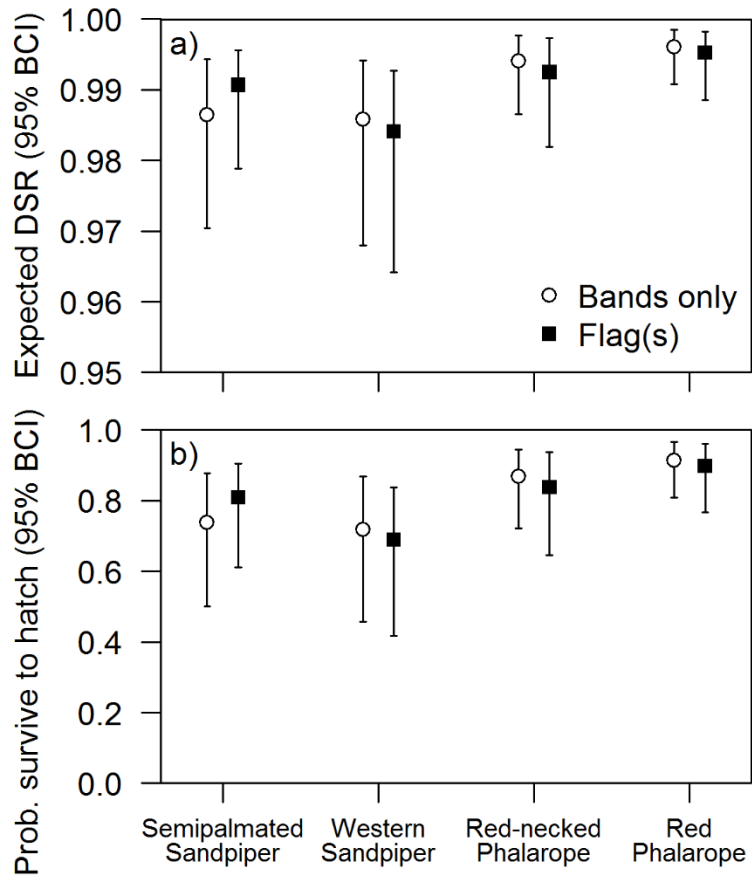 Expected DSR (95% BCI)
a)
1.00
0.99
0.98
0.97
0.96
0.95
Bands only
Flag(s)
Prob. survive to hatch (95% BCI)
b)
1.0
0.8
0.6
0.4
0.2
0.0
Semipalmated
Sandpiper
Western
Sandpiper
Red-necked
Phalarope
Red
Phalarope